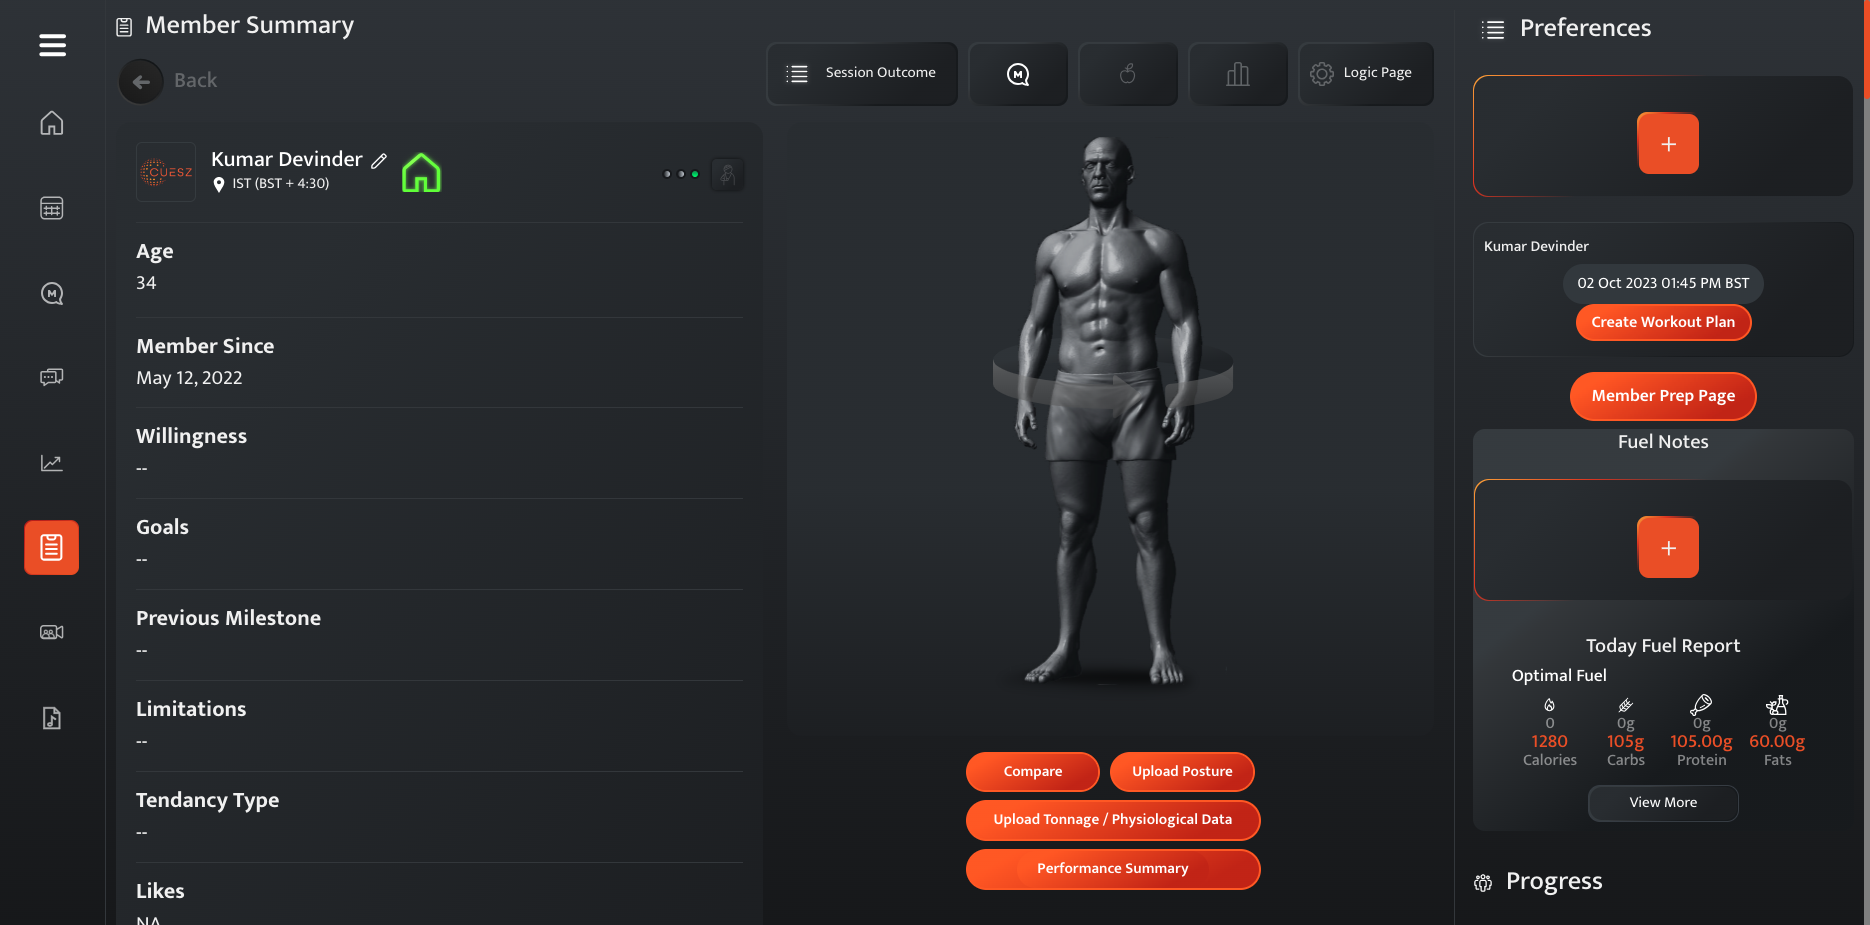 Member Summary
Back
Session Outcome
M
Logic Page
CUESZ
Kumar Devinder
IST (BST + 4:30)
Age
34
Member Since
May 12, 2022
Willingness
--
Goals
--
Previous Milestone
--
Limitations
--
Tendancy Type
--
Likes
NA
Compare
Upload Posture
Upload Tonnage / Physiological Data
Performance Summary
Preferences
+
Kumar Devinder
02 Oct 2023 01:45 PM BST
Create Workout Plan
Member Prep Page
Fuel Notes
+
Today Fuel Report
Optimal Fuel
0 0g 0g 0g
1280 105g 105.00g 60.00g
Calories Carbs Protein Fats
View More
Progress